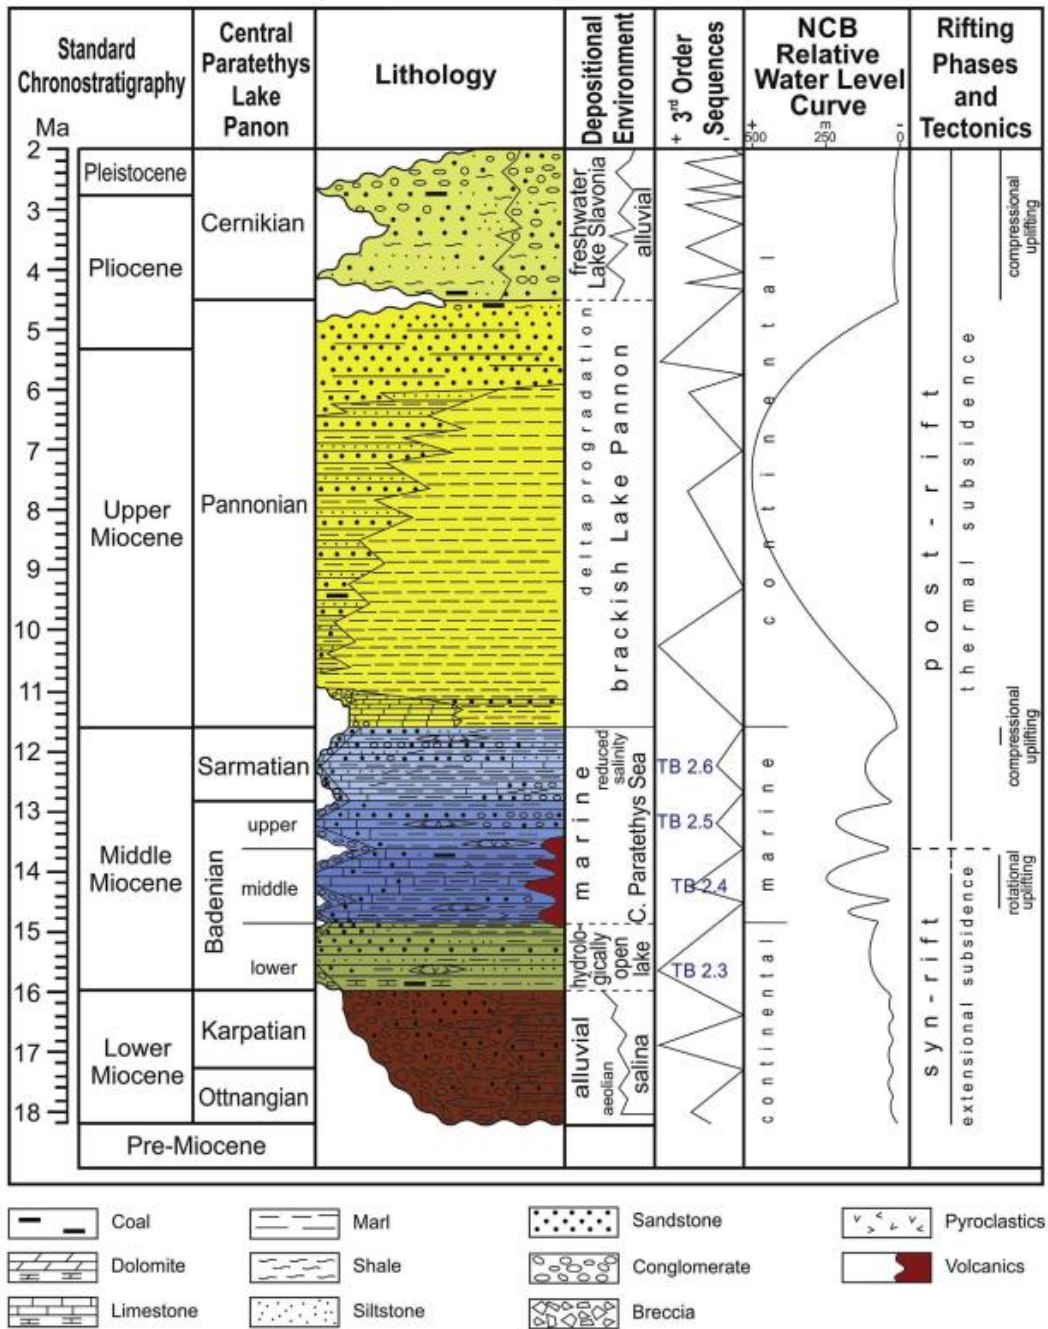 Standard
Chronostratigraphy
Central
Paratethys
Lake
Panon
Lithology
Depositional
Environment
+ 3rd Order -
Sequences
NCB
Relative
Water Level
Curve
+ m -
500 250 0
Rifting
Phases
and
Tectonics
Ma
2
3
4
5
6
7
8
9
10
11
12
13
14
15
16
17
18
Pleistocene
Pliocene
Upper
Miocene
Middle
Miocene
Lower
Miocene
Pre-Miocene
Cernikian
Pannonian
Sarmatian
Badenian
upper
middle
lower
Karpatian
Ottnangian
freshwater
Lake Slavonia
alluvial
delta progradation
brackish Lake Pannon
marine
reduced
salinity
C. Paratethys Sea
hydrolo-
gically
open
lake
alluvial
aeolian
salina
TB 2.6
TB 2.5
TB 2.4
TB 2.3
continental
marine
continental
post-rift
syn-rift
thermal subsidence
extensional subsidence
compressional
uplifting
compressional
uplifting
rotational
uplifting
Coal
Marl
Sandstone
Pyroclastics
Dolomite
Shale
Conglomerate
Volcanics
Limestone
Siltstone
Breccia